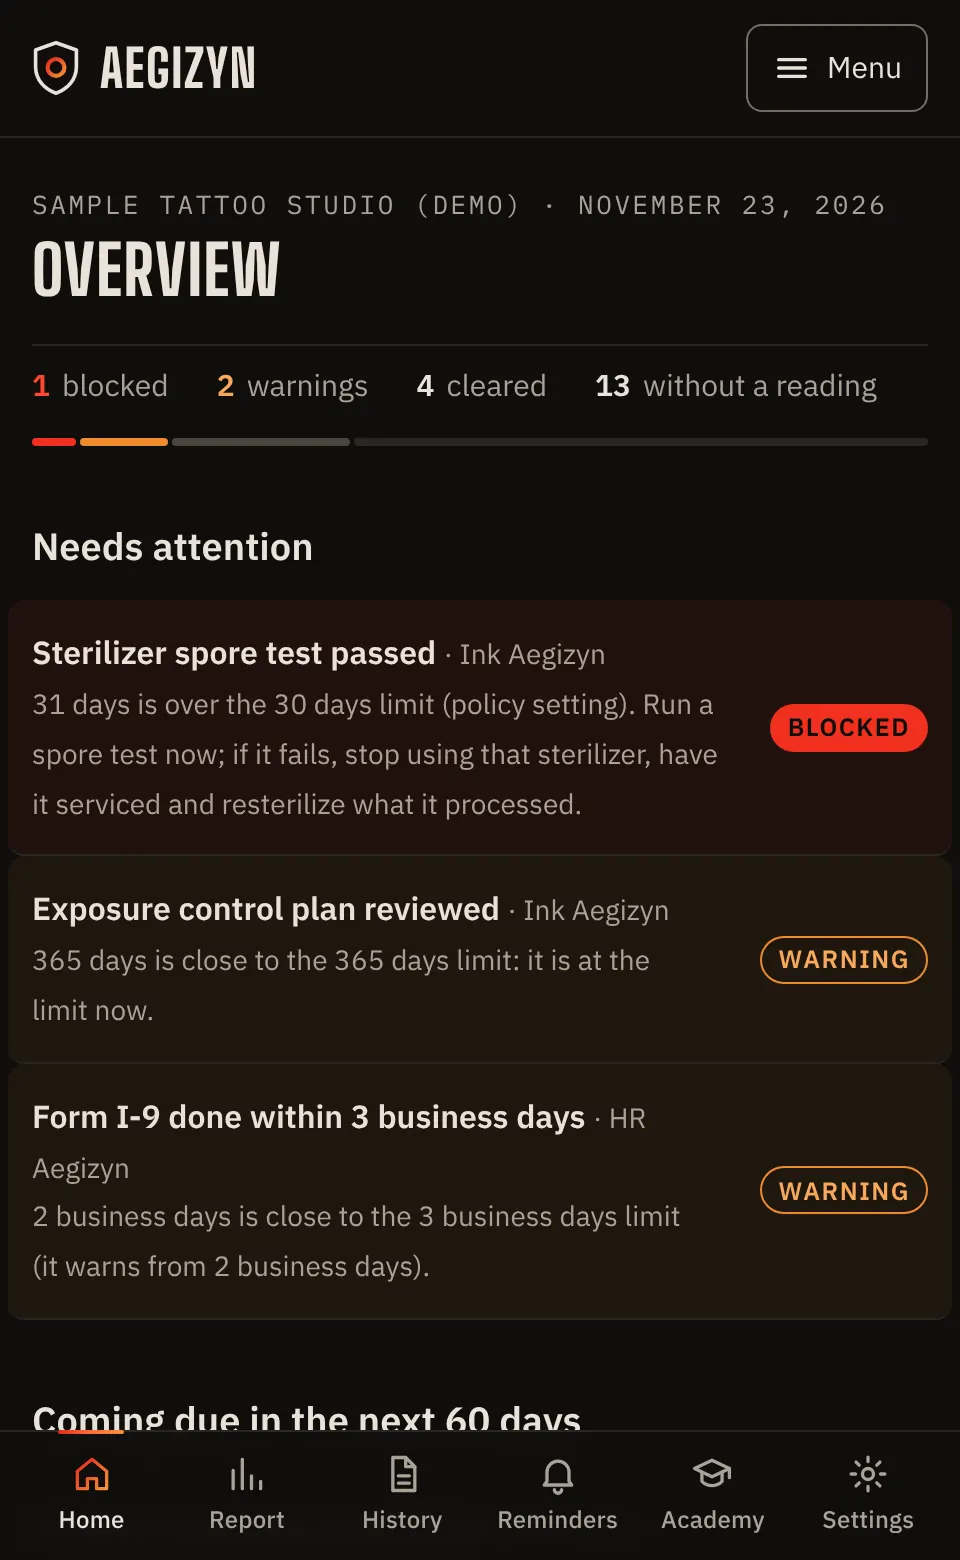 AEGIZYN
Menu
SAMPLE TATTOO STUDIO (DEMO) · NOVEMBER 23, 2026
OVERVIEW
1 blocked 2 warnings 4 cleared 13 without a reading
Needs attention
Sterilizer spore test passed · Ink Aegizyn
31 days is over the 30 days limit (policy setting). Run a
spore test now; if it fails, stop using that sterilizer, have
it serviced and resterilize what it processed.
BLOCKED
Exposure control plan reviewed · Ink Aegizyn
365 days is close to the 365 days limit: it is at the
limit now.
WARNING
Form I-9 done within 3 business days · HR
Aegizyn
2 business days is close to the 3 business days limit
(it warns from 2 business days).
WARNING
Coming due in the next 60 days
Home Report History Reminders Academy Settings